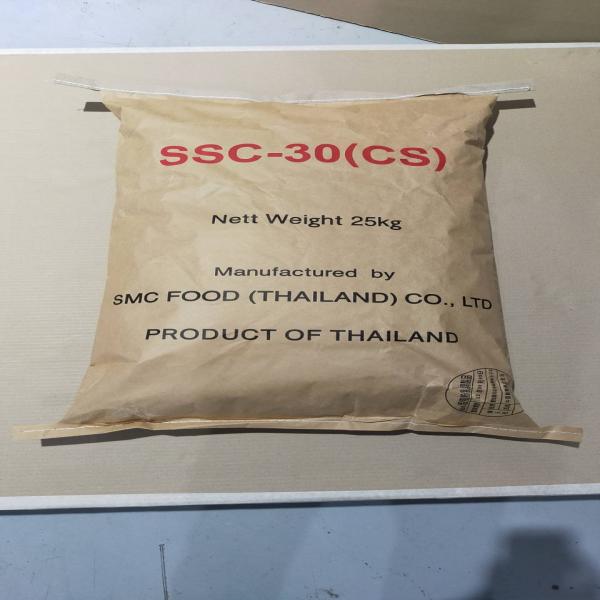 SSC-30(CS)
Nett Weight 25kg
Manufactured by
SMC FOOD (THAILAND) CO., LTD
PRODUCT OF THAILAND